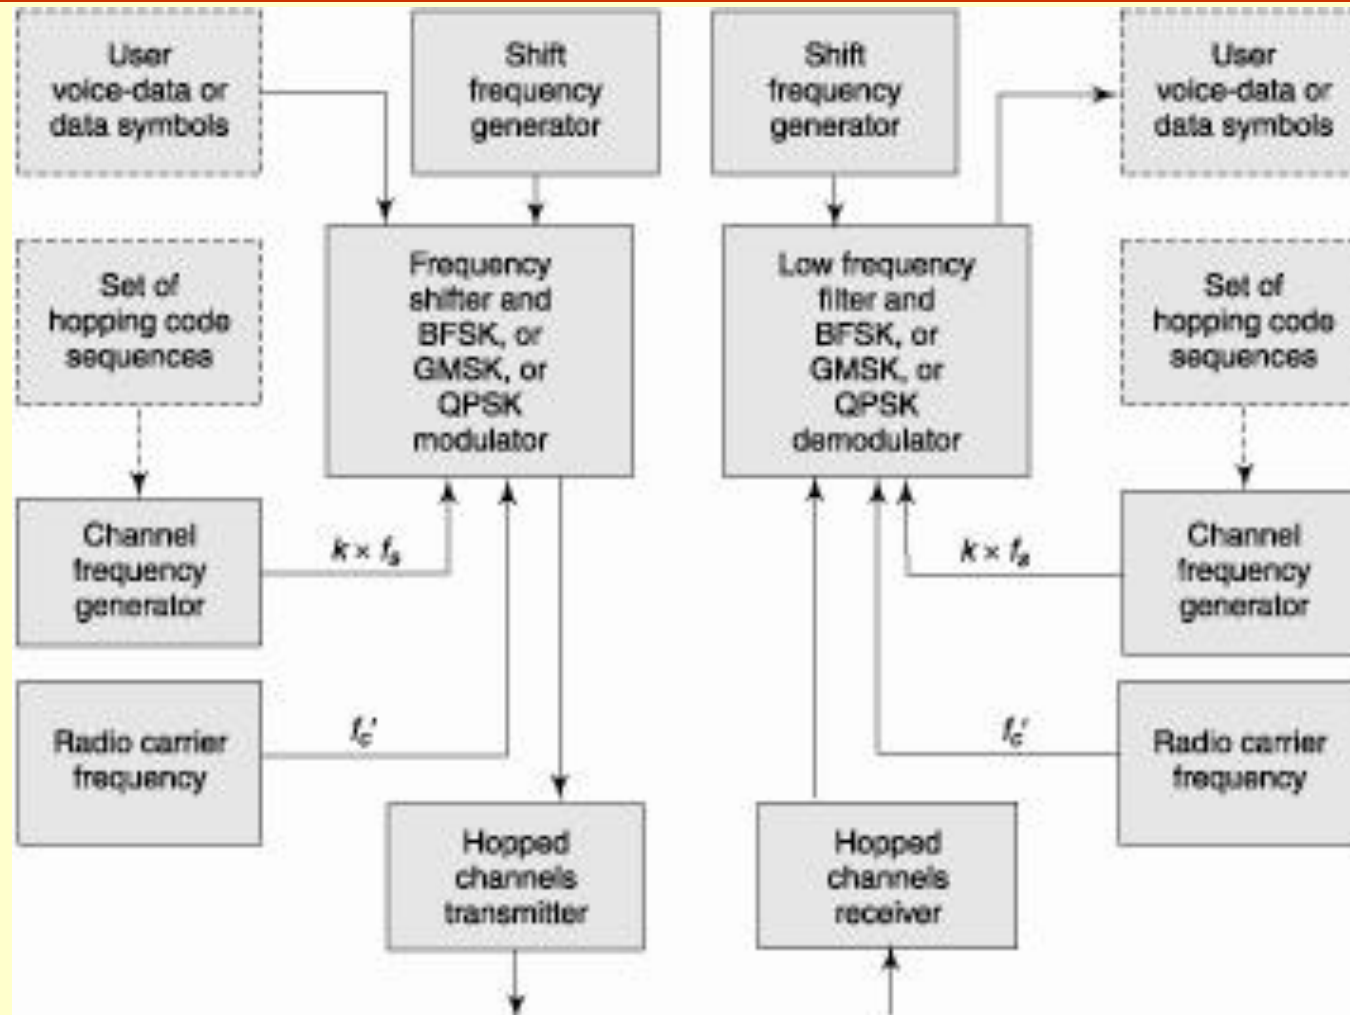 User
voice-data or
data symbols
Shift
frequency
generator
Shift
frequency
generator
User
voice-data or
data symbols
Set of
hopping code
sequences
Frequency
shifter and
BFSK, or
GMSK, or
QPSK
modulator
Low frequency
filter and
BFSK, or
GMSK, or
QPSK
demodulator
Set of
hopping code
sequences
Channel
frequency
generator
k × fs
k × fs
Channel
frequency
generator
Radio carrier
frequency
fc'
fc'
Radio carrier
frequency
Hopped
channels
transmitter
Hopped
channels
receiver